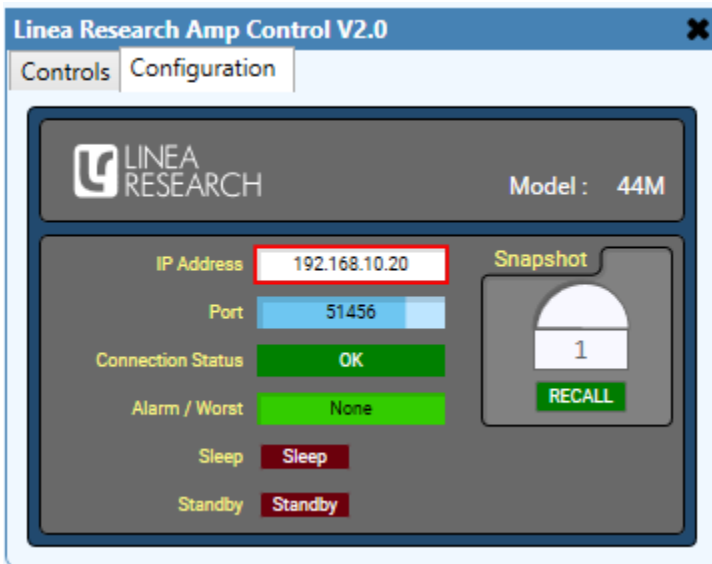 Linea Research Amp Control V2.0
Controls Configuration
LINEA
RESEARCH
Model : 44M
IP Address 192.168.10.20
Port 51456
Connection Status OK
Alarm / Worst None
Sleep Sleep
Standby Standby
Snapshot
1
RECALL